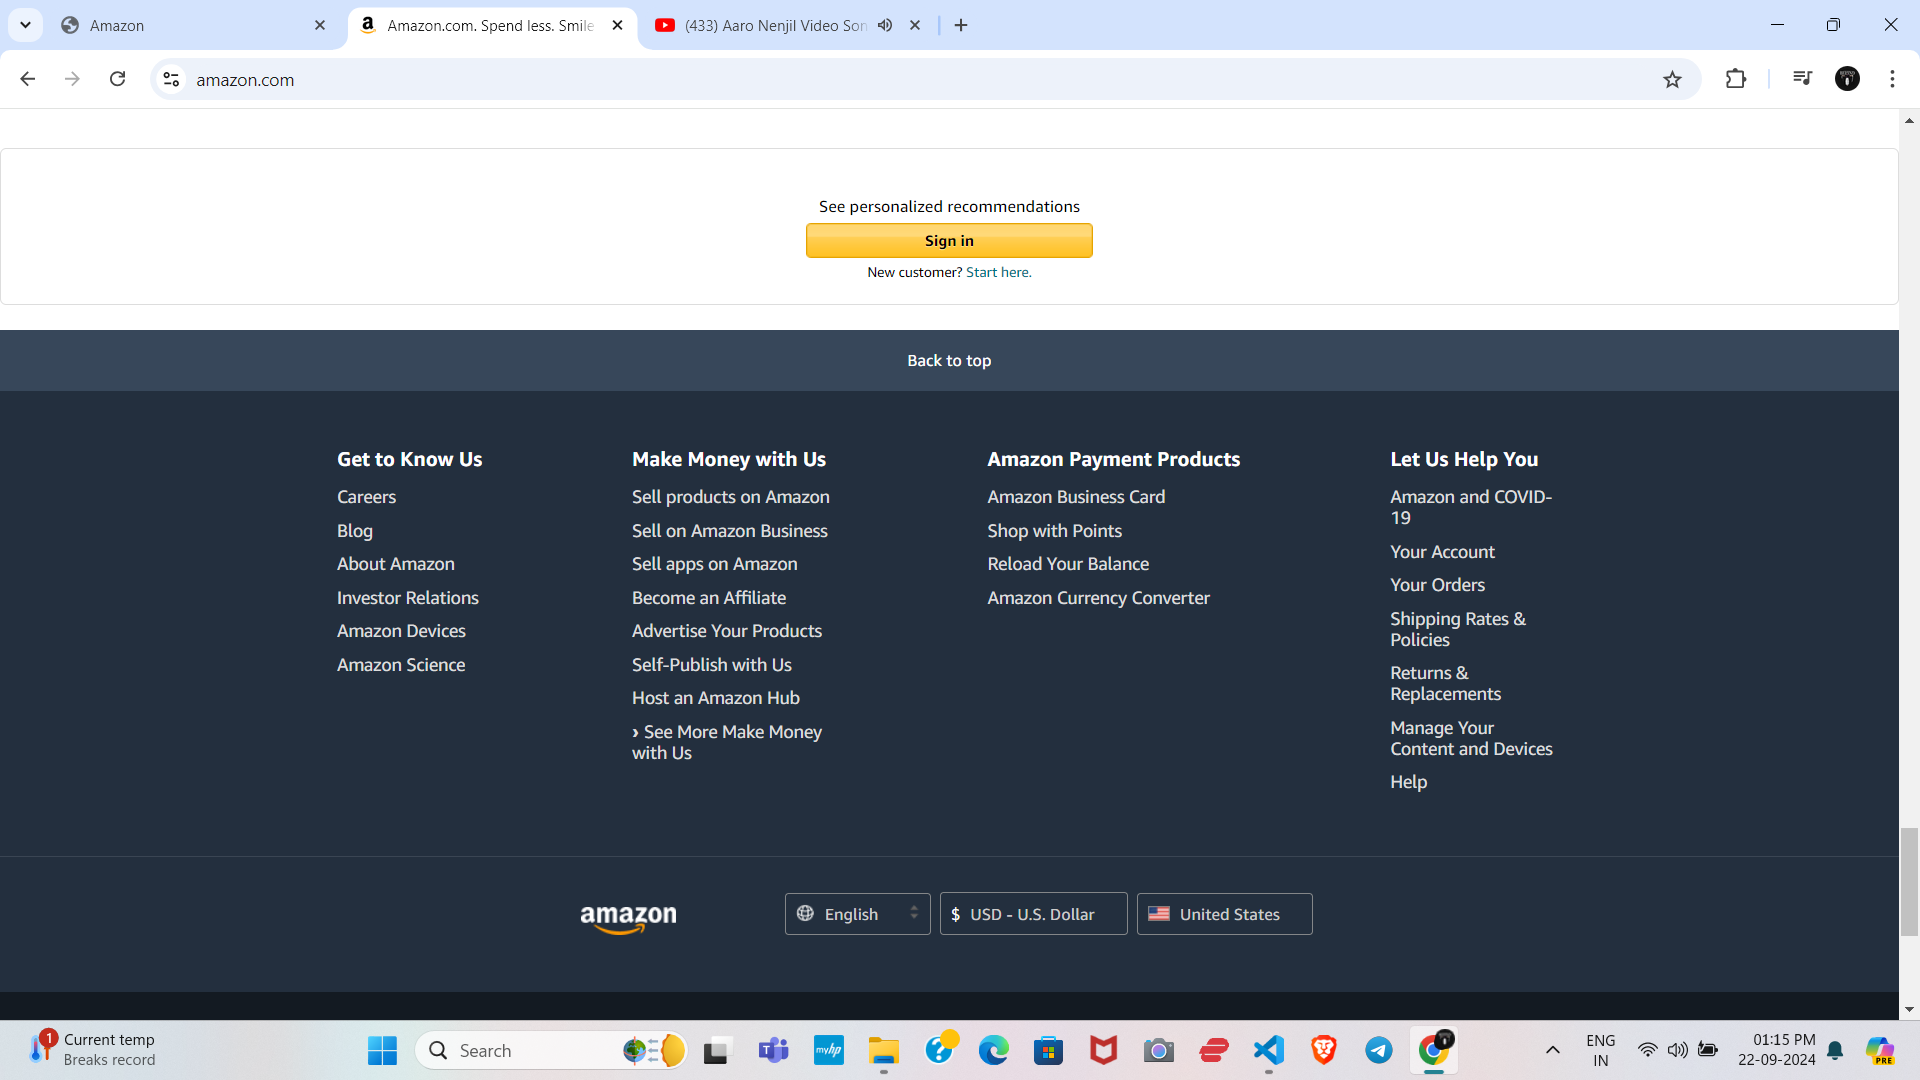 Amazon
Amazon.com. Spend less. Smile
(433) Aaro Nenjil Video Son
amazon.com
See personalized recommendations
Sign in
New customer? Start here.
Back to top
Get to Know Us
Careers
Blog
About Amazon
Investor Relations
Amazon Devices
Amazon Science
Make Money with Us
Sell products on Amazon
Sell on Amazon Business
Sell apps on Amazon
Become an Affiliate
Advertise Your Products
Self-Publish with Us
Host an Amazon Hub
› See More Make Money
with Us
Amazon Payment Products
Amazon Business Card
Shop with Points
Reload Your Balance
Amazon Currency Converter
Let Us Help You
Amazon and COVID-
19
Your Account
Your Orders
Shipping Rates &
Policies
Returns &
Replacements
Manage Your
Content and Devices
Help
amazon
English
$ USD - U.S. Dollar
United States
1
Current temp
Breaks record
Search
myhp
ENG
IN
01:15 PM
22-09-2024
PRE